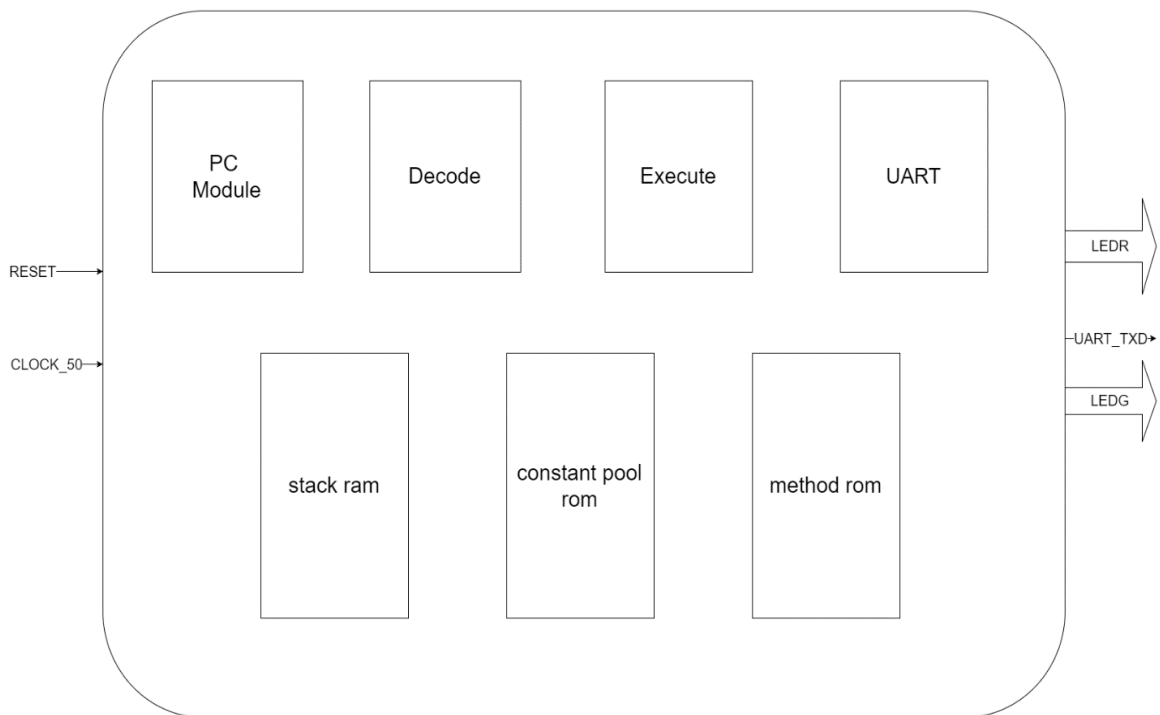 PC
Module
Decode
Execute
UART
RESET
CLOCK_50
LEDR
UART_TXD
LEDG
stack ram
constant pool
rom
method rom